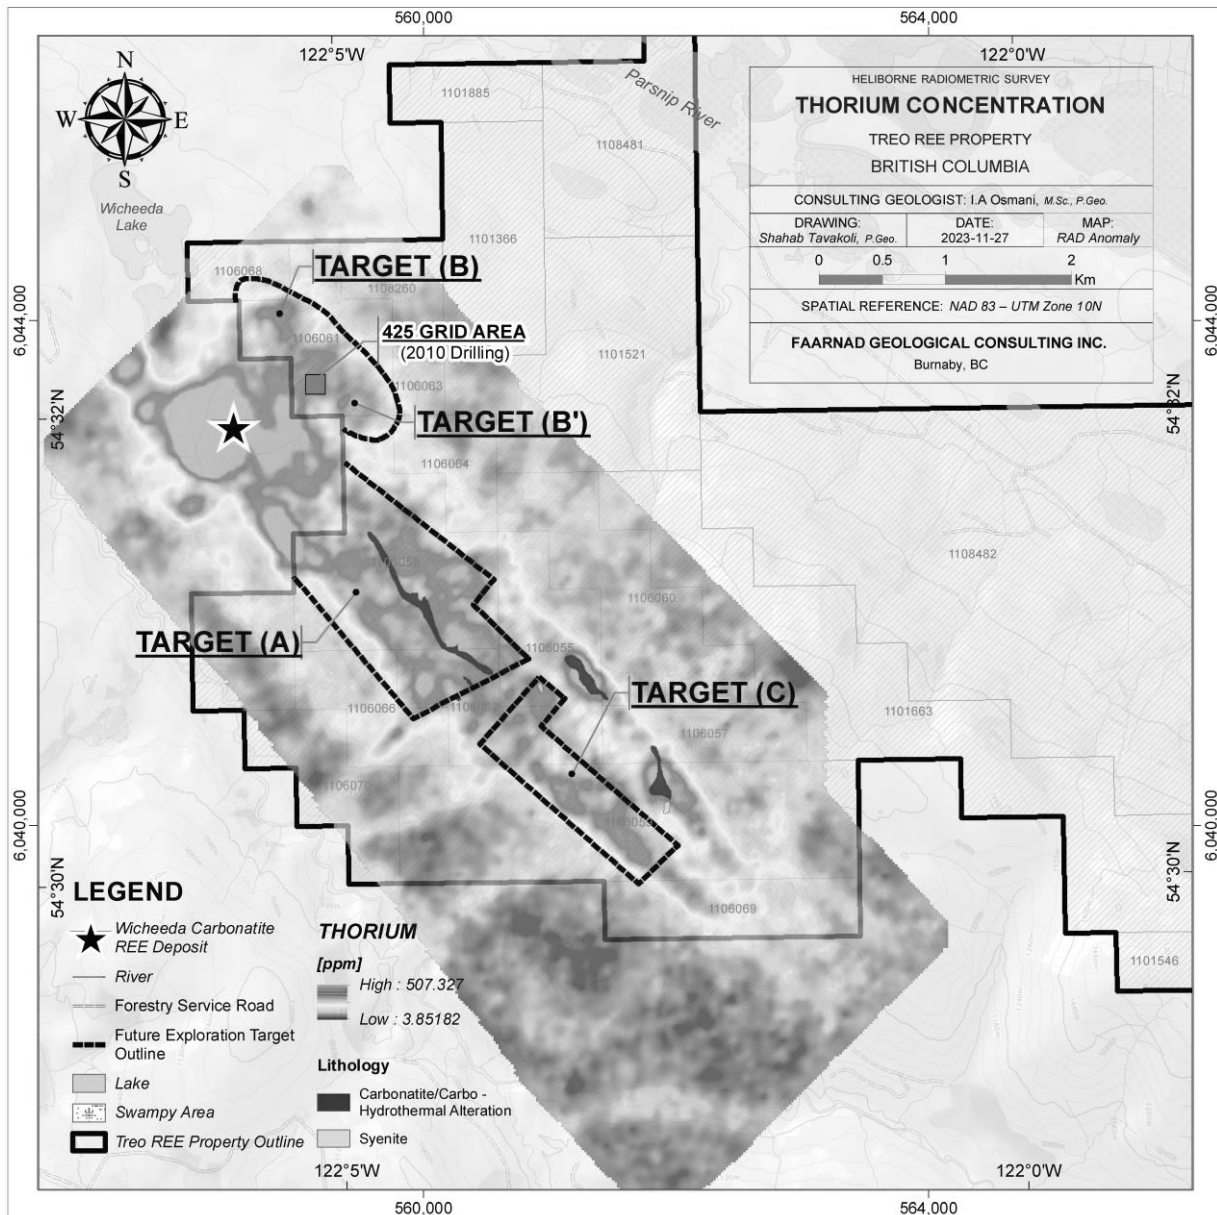 560,000
564,000
122°5'W
122°0'W
N
W
E
S
Wicheeda
Lake
Parsnip River
HELIBORNE RADIOMETRIC SURVEY
THORIUM CONCENTRATION
TREO REE PROPERTY
BRITISH COLUMBIA
CONSULTING GEOLOGIST: I.A Osmani, M.Sc., P.Geo.
DRAWING:
Shahab Tavakoli, P.Geo.
DATE:
2023-11-27
MAP:
RAD Anomaly
0 0.5 1 2
Km
SPATIAL REFERENCE: NAD 83 – UTM Zone 10N
FAARNAD GEOLOGICAL CONSULTING INC.
Burnaby, BC
1101885
1108481
1101366
1106068
1108260
TARGET (B)
6,044,000
6,044,000
1106061
425 GRID AREA
(2010 Drilling)
1101521
1106063
TARGET (B')
54°32'N
54°32'N
1106064
1108482
1106060
TARGET (A)
1106055
TARGET (C)
1106066
1101663
1106057
1106070
6,040,000
6,040,000
54°30'N
54°30'N
1106069
1101546
LEGEND
Wicheeda Carbonatite
REE Deposit
River
Forestry Service Road
Future Exploration Target
Outline
Lake
Swampy Area
Treo REE Property Outline
THORIUM
[ppm]
High : 507.327
Low : 3.85182
Lithology
Carbonatite/Carbo -
Hydrothermal Alteration
Syenite
122°5'W
122°0'W
560,000
564,000